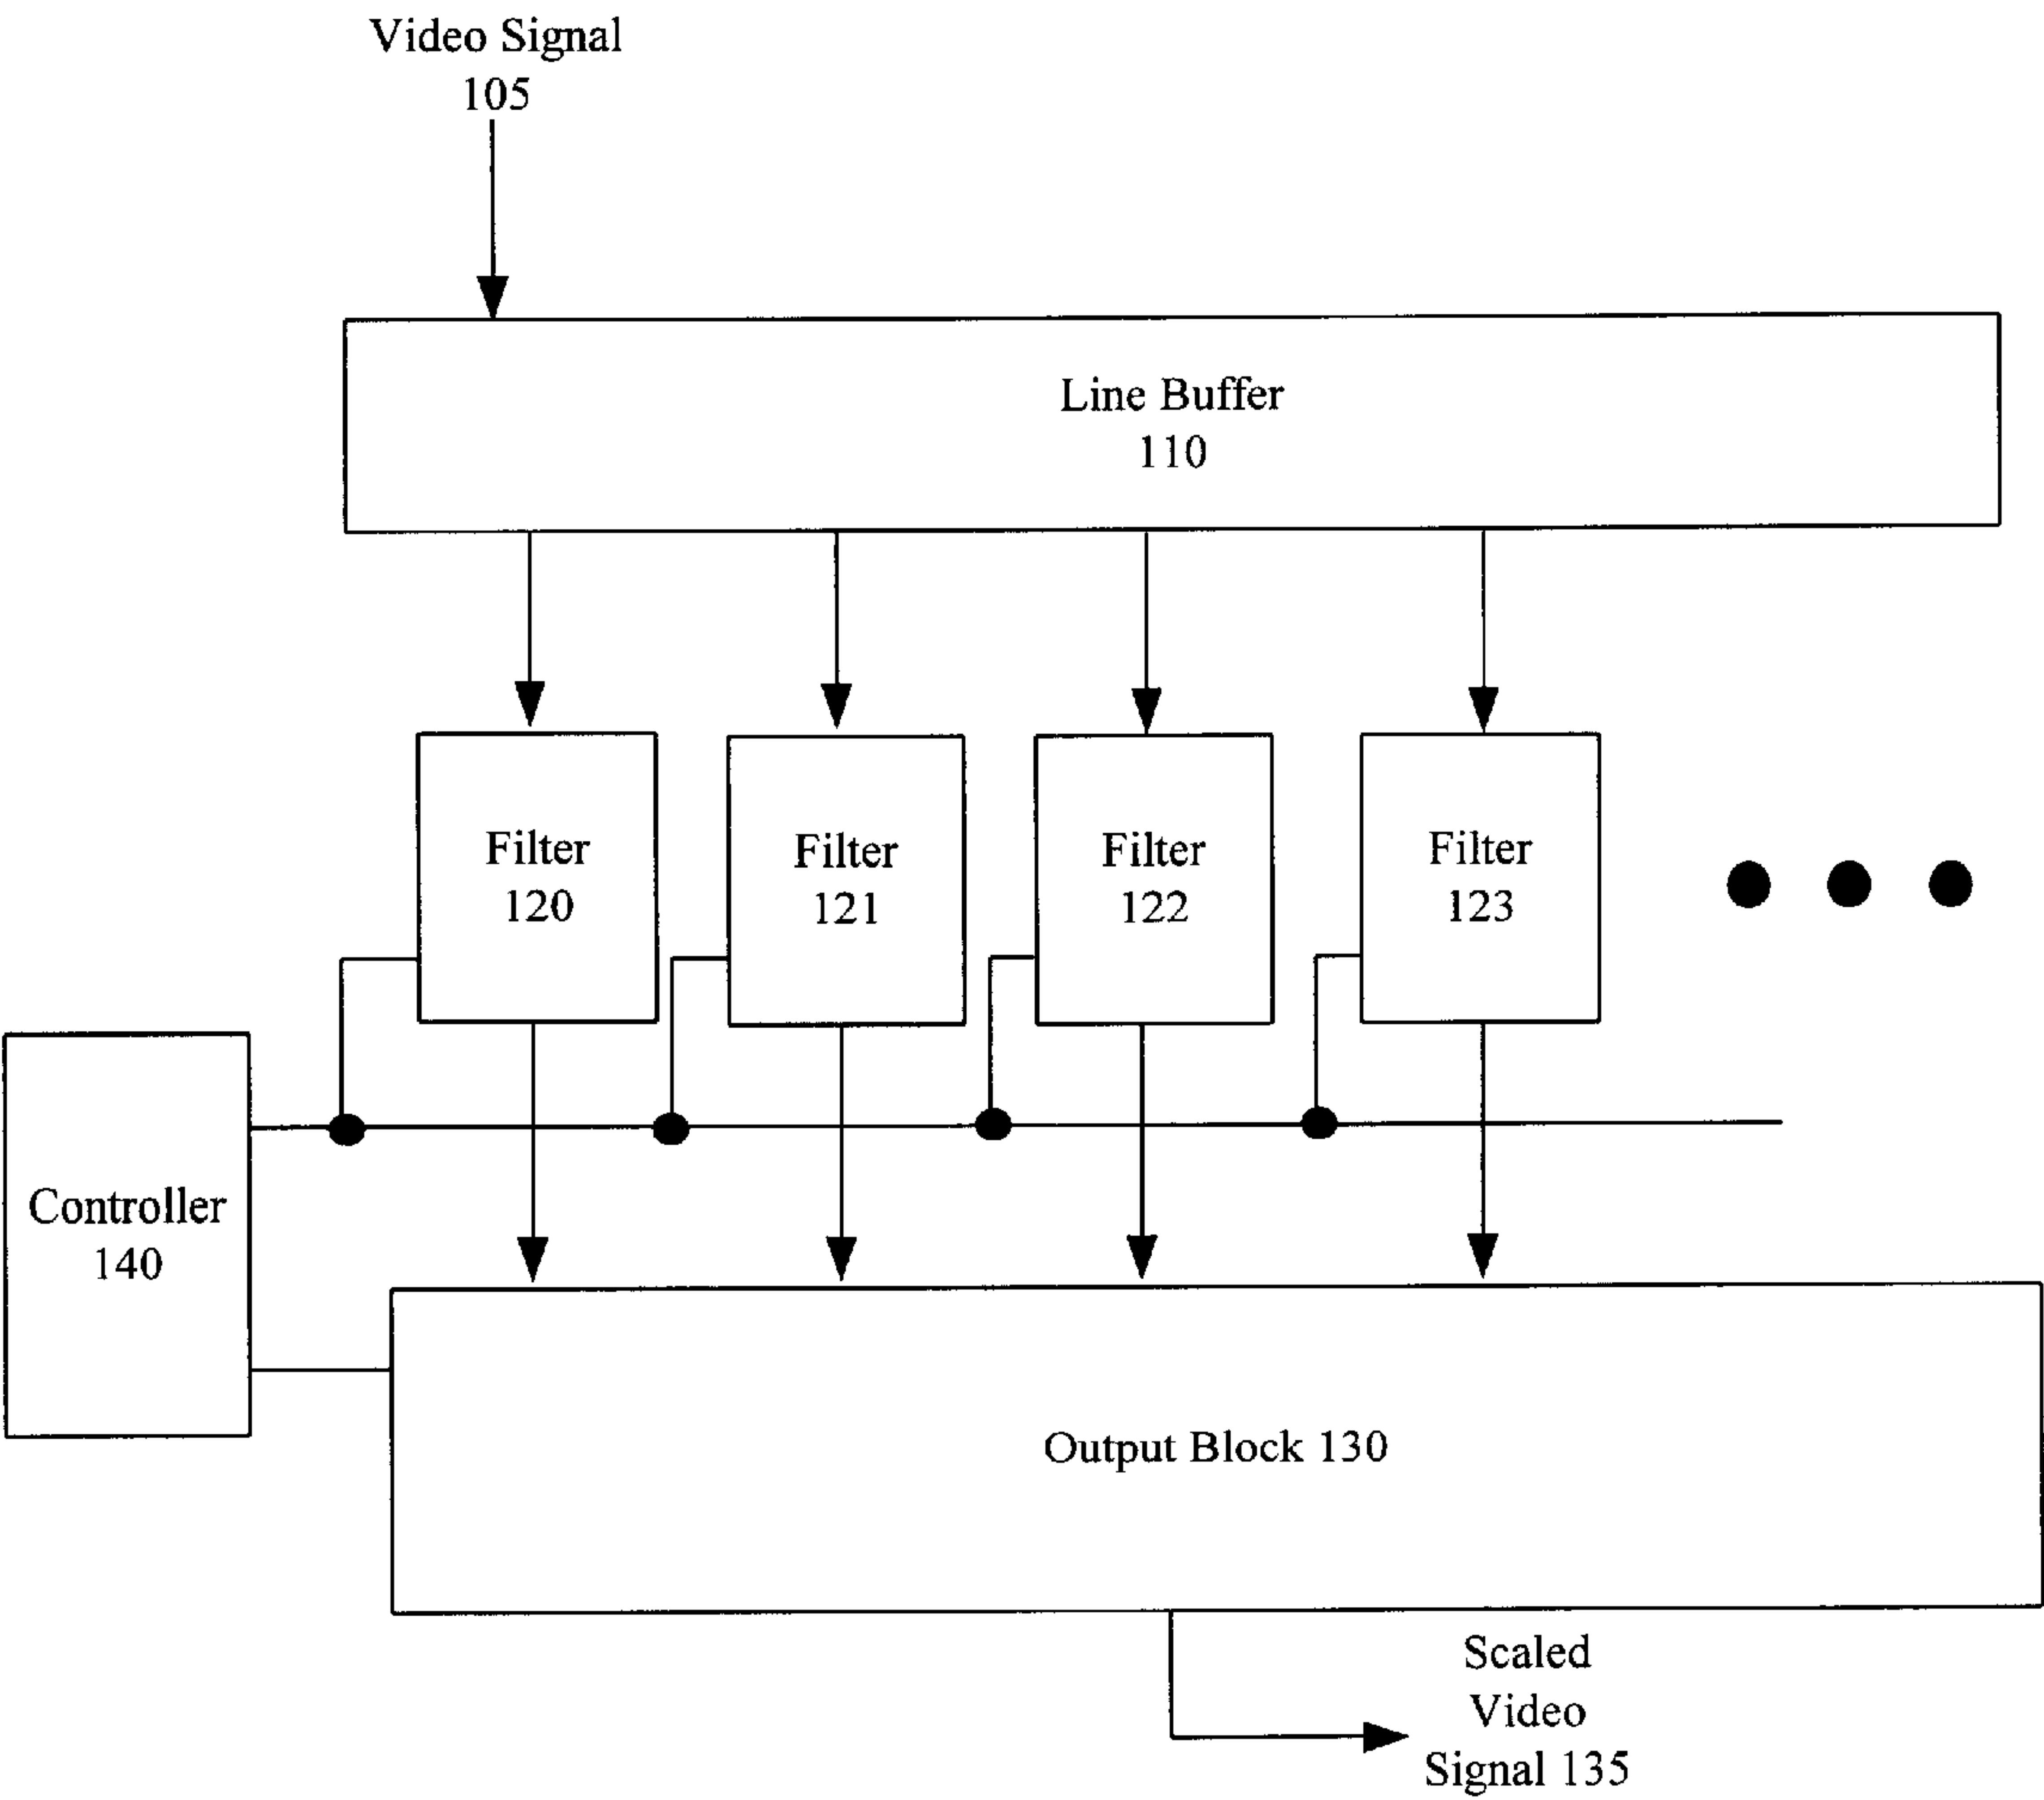 Video Signal
105
Line Buffer
110
Filter
120
Filter
121
Filter
122
Filter
123
Controller
140
Output Block 130
Scaled
Video
Signal 135